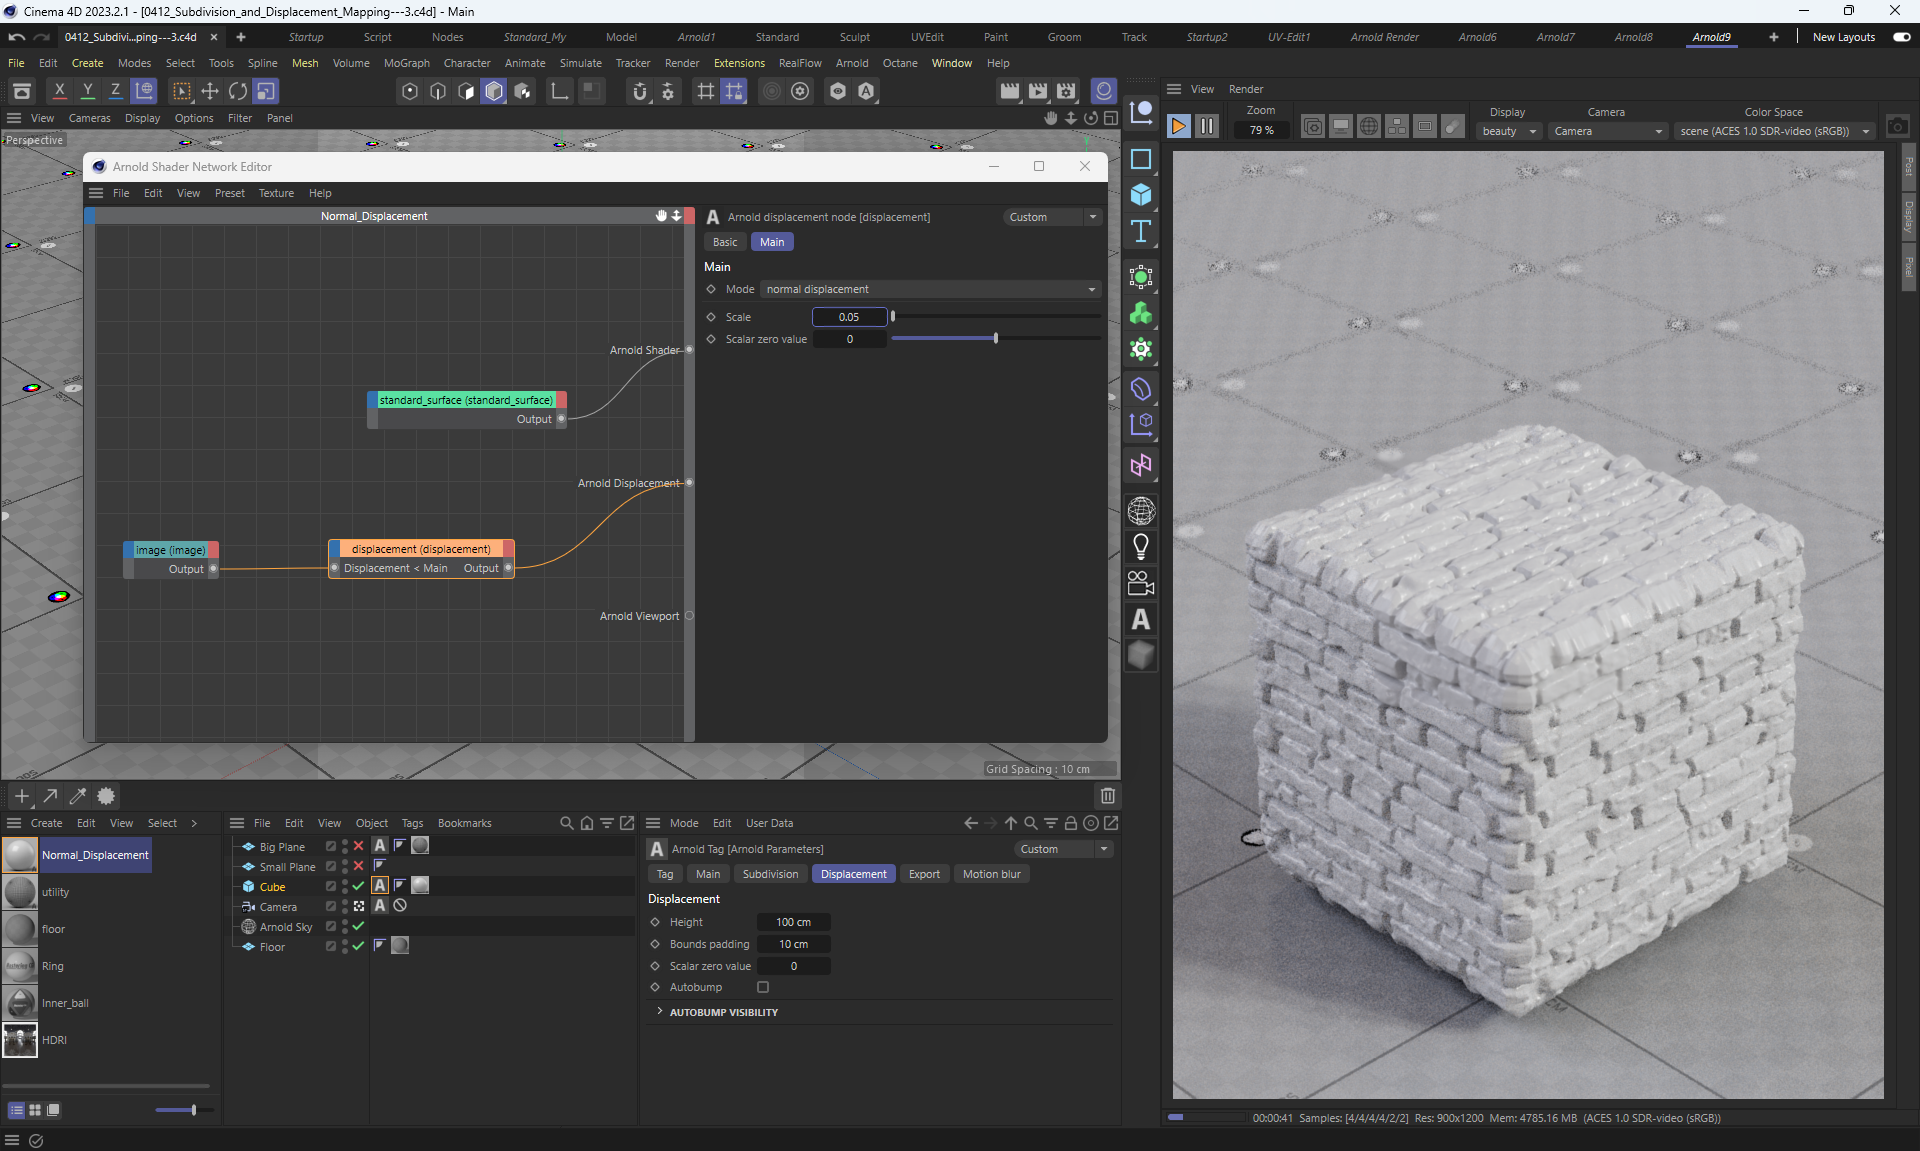 Cinema 4D 2023.2.1 - [0412_Subdivision_and_Displacement_Mapping---3.c4d] - Main
0412_Subdivi...ping---3.c4d
Startup Script Nodes Standard_My Model Arnold1 Standard Sculpt UVEdit Paint Groom Track Startup2 UV-Edit1 Arnold Render Arnold6 Arnold7 Arnold8 Arnold9 New Layouts
File Edit Create Modes Select Tools Spline Mesh Volume MoGraph Character Animate Simulate Tracker Render Extensions RealFlow Arnold Octane Window Help
X Y Z
View Render
View Cameras Display Options Filter Panel
Zoom
79 %
Display
beauty
Camera
Camera
Color Space
scene (ACES 1.0 SDR-video (sRGB))
Perspective
Post
Display
Pixel
Arnold Shader Network Editor
File Edit View Preset Texture Help
Normal_Displacement
Arnold Shader
standard_surface (standard_surface)
Output
Arnold Displacement
image (image)
Output
displacement (displacement)
Displacement < Main Output
Arnold Viewport
Arnold displacement node [displacement] Custom
Basic Main
Main
Mode normal displacement
Scale 0.05
Scalar zero value 0
Grid Spacing : 10 cm
Create Edit View Select
Normal_Displacement
utility
floor
Ring
Inner_ball
HDRI
File Edit View Object Tags Bookmarks
Big Plane
Small Plane
Cube
Camera
Arnold Sky
Floor
Mode Edit User Data
Arnold Tag [Arnold Parameters] Custom
Tag Main Subdivision Displacement Export Motion blur
Displacement
Height 100 cm
Bounds padding 10 cm
Scalar zero value 0
Autobump
AUTOBUMP VISIBILITY
00:00:41 Samples: [4/4/4/4/2/2] Res: 900x1200 Mem: 4785.16 MB (ACES 1.0 SDR-video (sRGB))